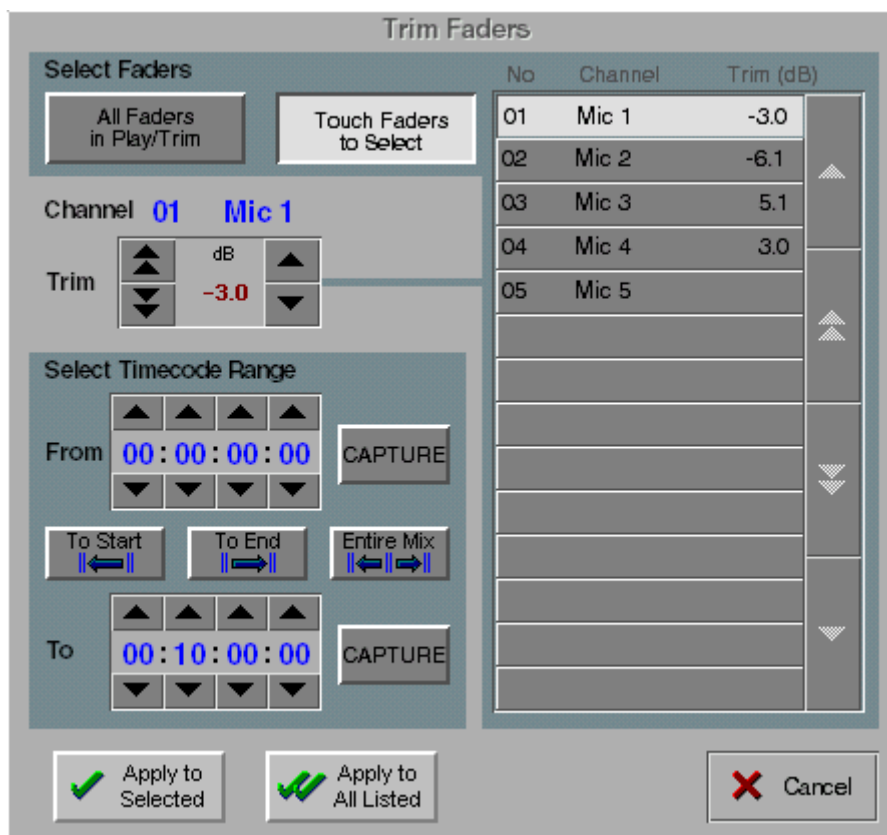 Trim Faders
Select Faders
All Faders
in Play/Trim
Touch Faders
to Select
Channel 01 Mic 1
Trim
dB
-3.0
Select Timecode Range
From 00:00:00:00 CAPTURE
To Start
To End
Entire Mix
To 00:10:00:00 CAPTURE
No Channel Trim (dB)
01 Mic 1 -3.0
02 Mic 2 -6.1
03 Mic 3 5.1
04 Mic 4 3.0
05 Mic 5
Apply to
Selected
Apply to
All Listed
Cancel